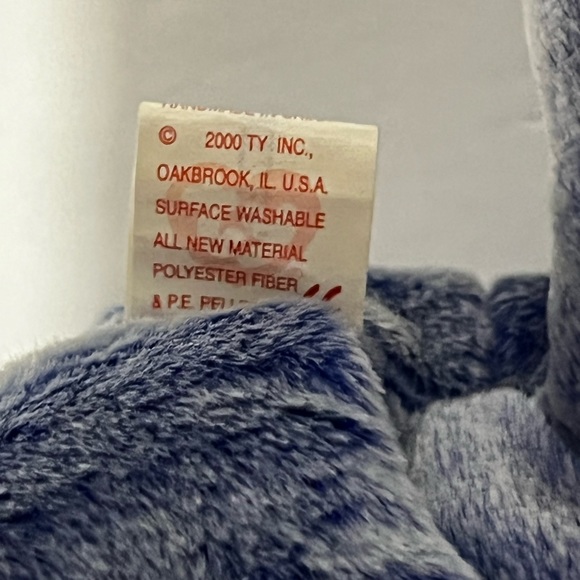 © 2000 TY INC.,
OAKBROOK, IL. U.S.A.
SURFACE WASHABLE
ALL NEW MATERIAL
POLYESTER FIBER
& P.E.